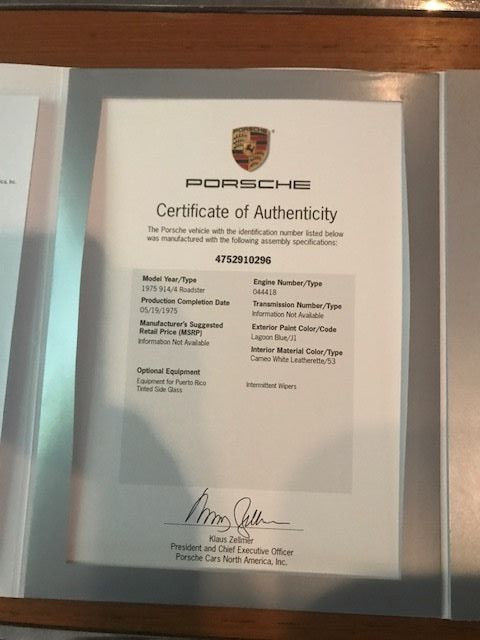 ica, Inc.
PORSCHE
PORSCHE
Certificate of Authenticity
The Porsche vehicle with the identification number listed below
was manufactured with the following assembly specifications:
4752910296
Model Year/Type
1975 914/4 Roadster
Production Completion Date
05/19/1975
Manufacturer's Suggested
Retail Price (MSRP)
Information Not Available
Engine Number/Type
044418
Transmission Number/Type
Information Not Available
Exterior Paint Color/Code
Lagoon Blue/J1
Interior Material Color/Type
Cameo White Leatherette/53
Optional Equipment
Equipment for Puerto Rico
Tinted Side Glass
Intermittent Wipers
Klaus Zellmer
President and Chief Executive Officer
Porsche Cars North America, Inc.